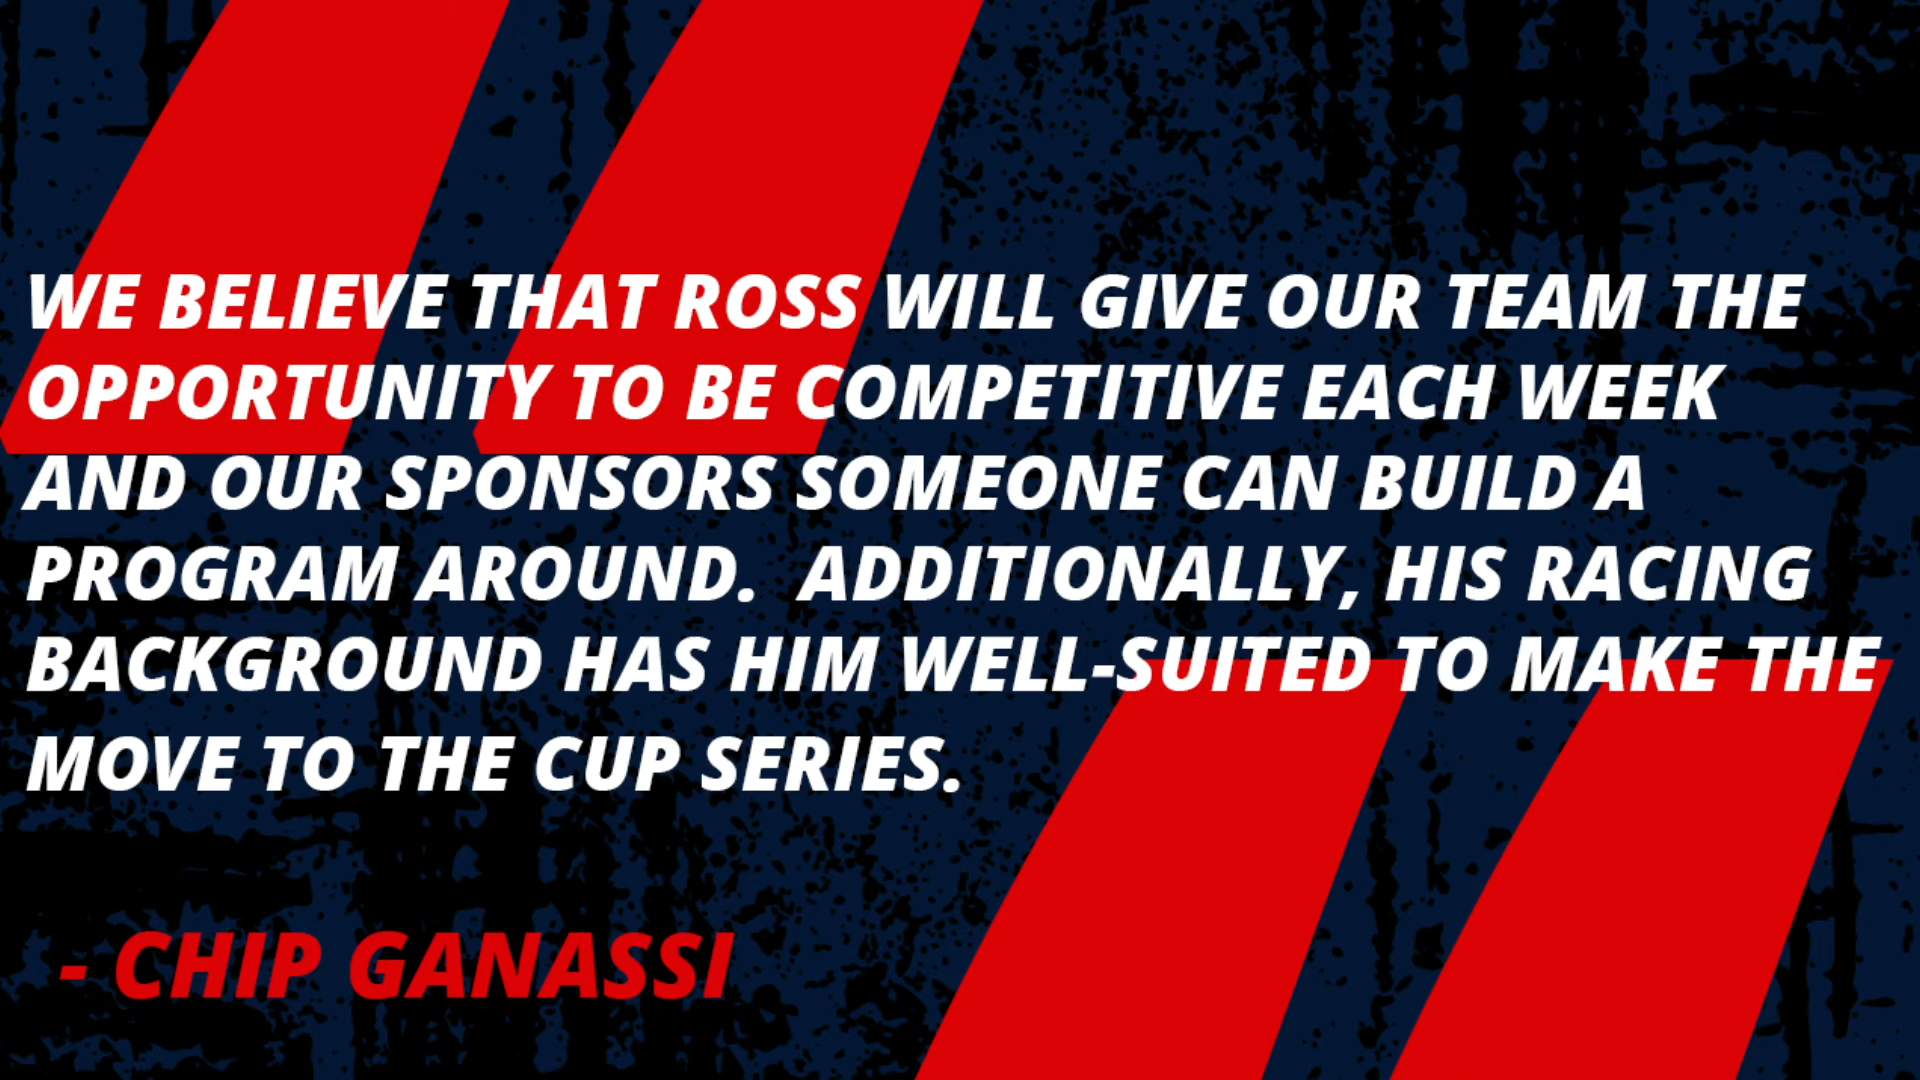 WE BELIEVE THAT ROSS WILL GIVE OUR TEAM THE
OPPORTUNITY TO BE COMPETITIVE EACH WEEK
AND OUR SPONSORS SOMEONE CAN BUILD A
PROGRAM AROUND.  ADDITIONALLY, HIS RACING
BACKGROUND HAS HIM WELL-SUITED TO MAKE THE
MOVE TO THE CUP SERIES.
- CHIP GANASSI